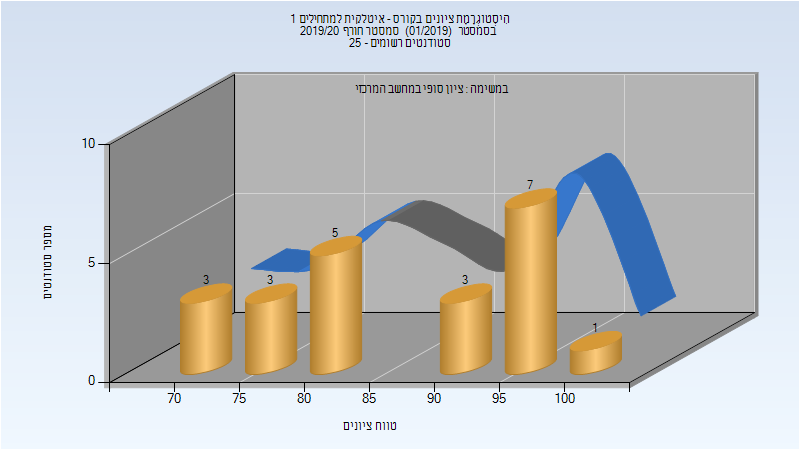 הִיסְטוֹגְרָמַת ציונים בקורס - איטלקית למתחילים 1
בסמסטר (01/2019) סמסטר חורף 2019/20
סטודנטים רשומים - 25
במשימה : ציון סופי במחשב המרכזי
מספר סטודנטים
10
5
0
3
3
5
3
7
1
70
75
80
85
90
95
100
טווח ציונים